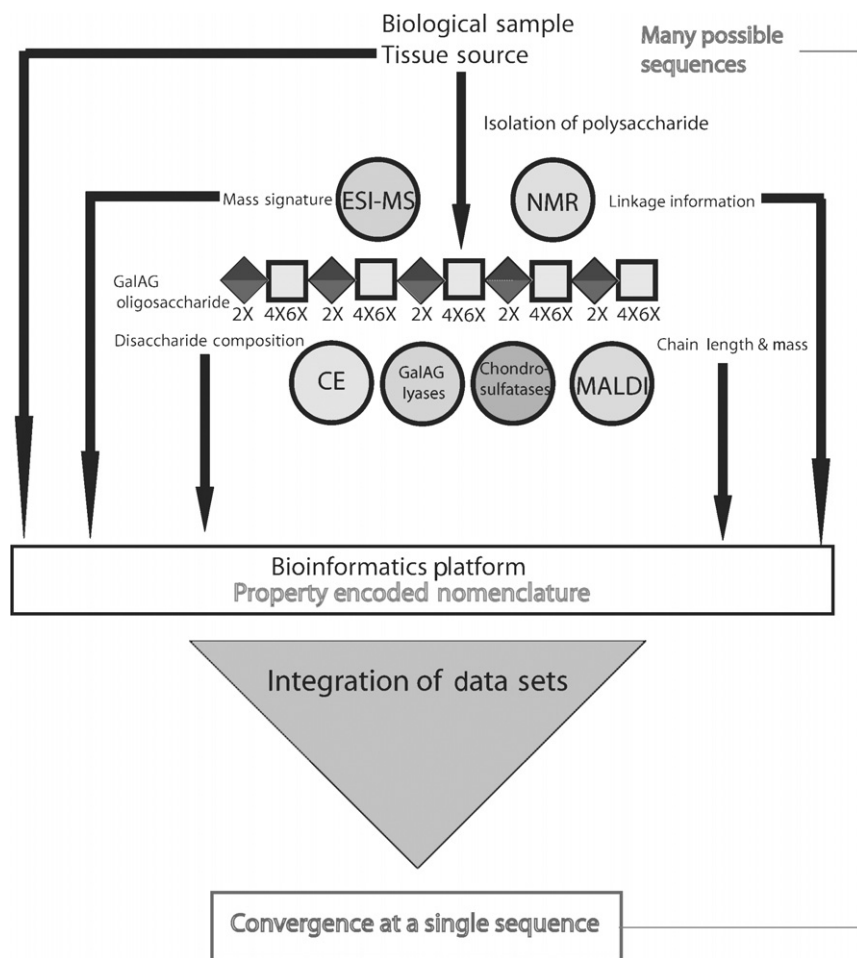 Biological sample
Tissue source
Many possible
sequences
Isolation of polysaccharide
Mass signature
ESI-MS
NMR
Linkage information
GalAG
oligosaccharide
2X 4X6X 2X 4X6X 2X 4X6X 2X 4X6X 2X 4X6X
Disaccharide composition
Chain length & mass
CE
GalAG
lyases
Chondro-
sulfatases
MALDI
Bioinformatics platform
Property encoded nomenclature
Integration of data sets
Convergence at a single sequence